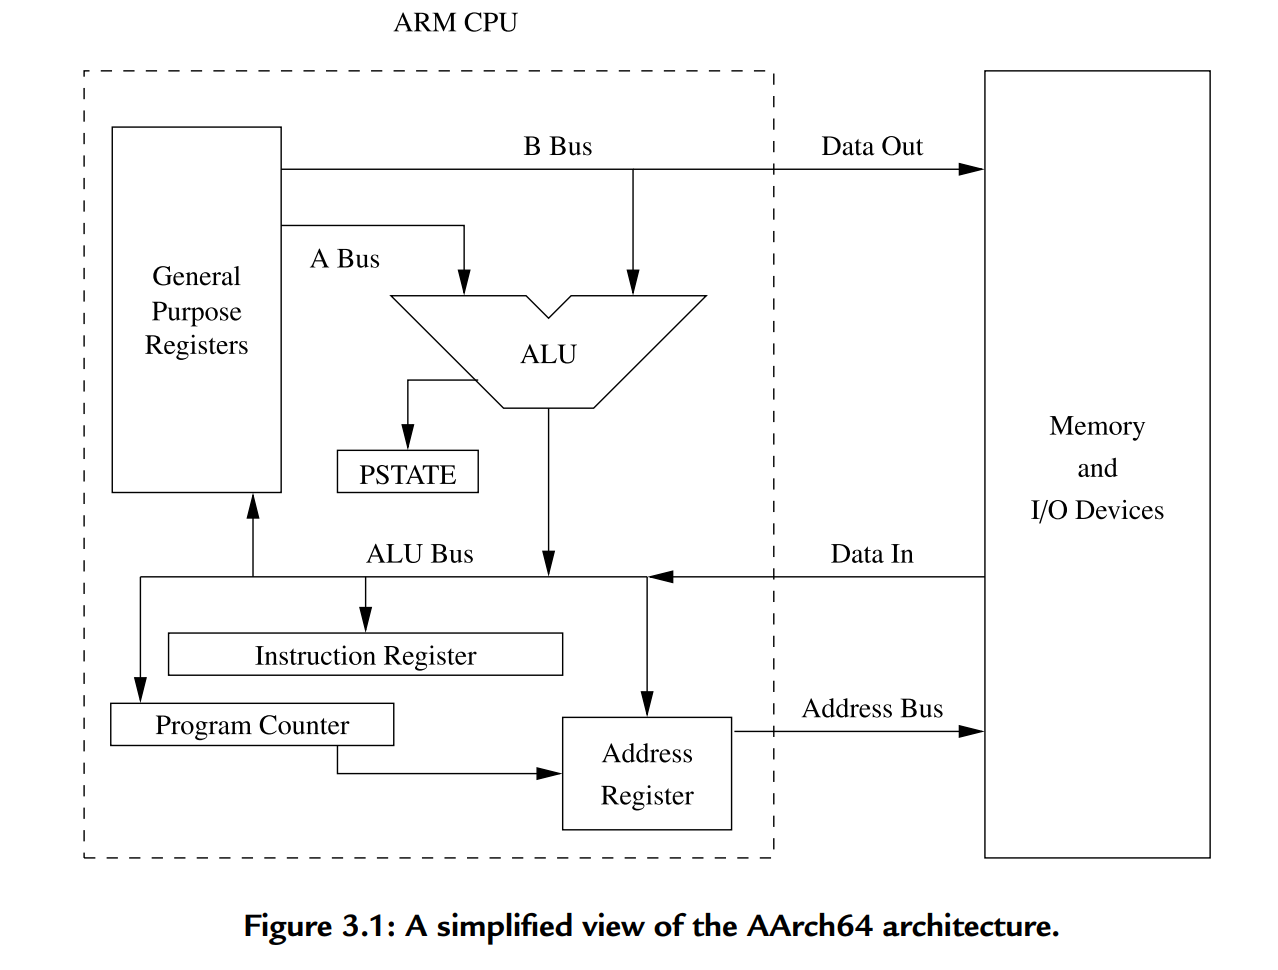 ARM CPU
B Bus
Data Out
A Bus
General
Purpose
Registers
ALU
PSTATE
Memory
and
I/O Devices
ALU Bus
Data In
Instruction Register
Program Counter
Address Bus
Address
Register
Figure 3.1: A simplified view of the AArch64 architecture.